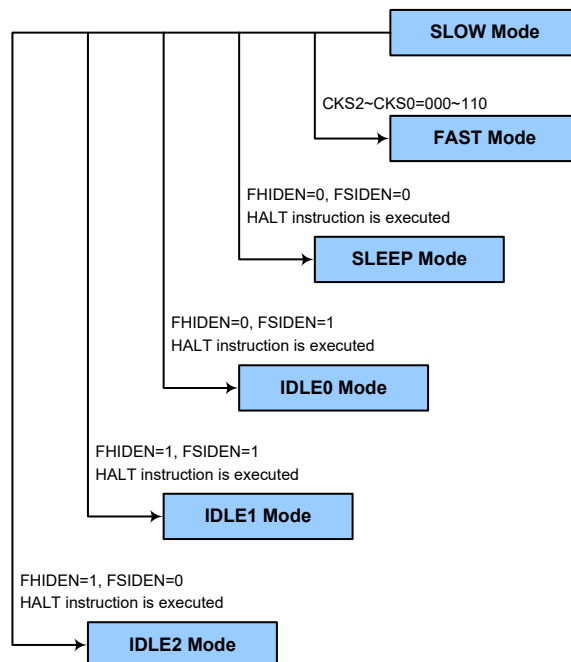 SLOW Mode
CKS2~CKS0=000~110
FAST Mode
FHIDEN=0, FSIDEN=0
HALT instruction is executed
SLEEP Mode
FHIDEN=0, FSIDEN=1
HALT instruction is executed
IDLE0 Mode
FHIDEN=1, FSIDEN=1
HALT instruction is executed
IDLE1 Mode
FHIDEN=1, FSIDEN=0
HALT instruction is executed
IDLE2 Mode